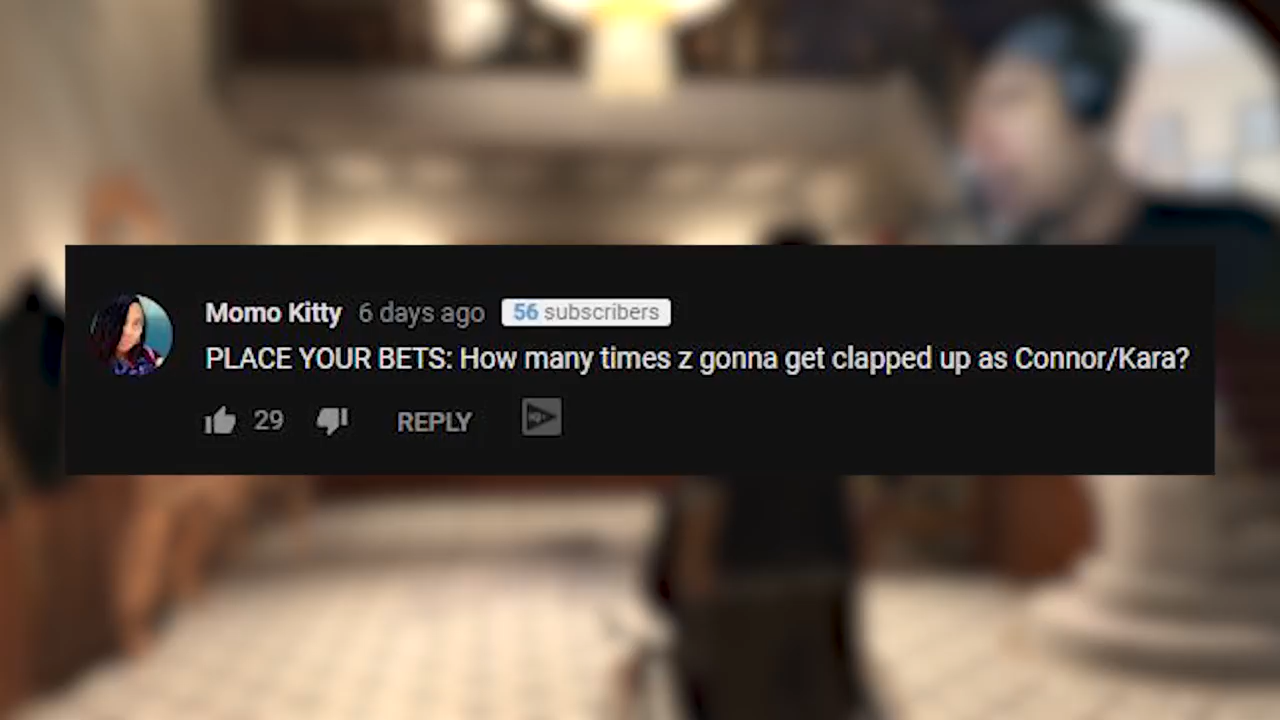 Momo Kitty 6 days ago 56 subscribers
PLACE YOUR BETS: How many times z gonna get clapped up as Connor/Kara?
29 REPLY